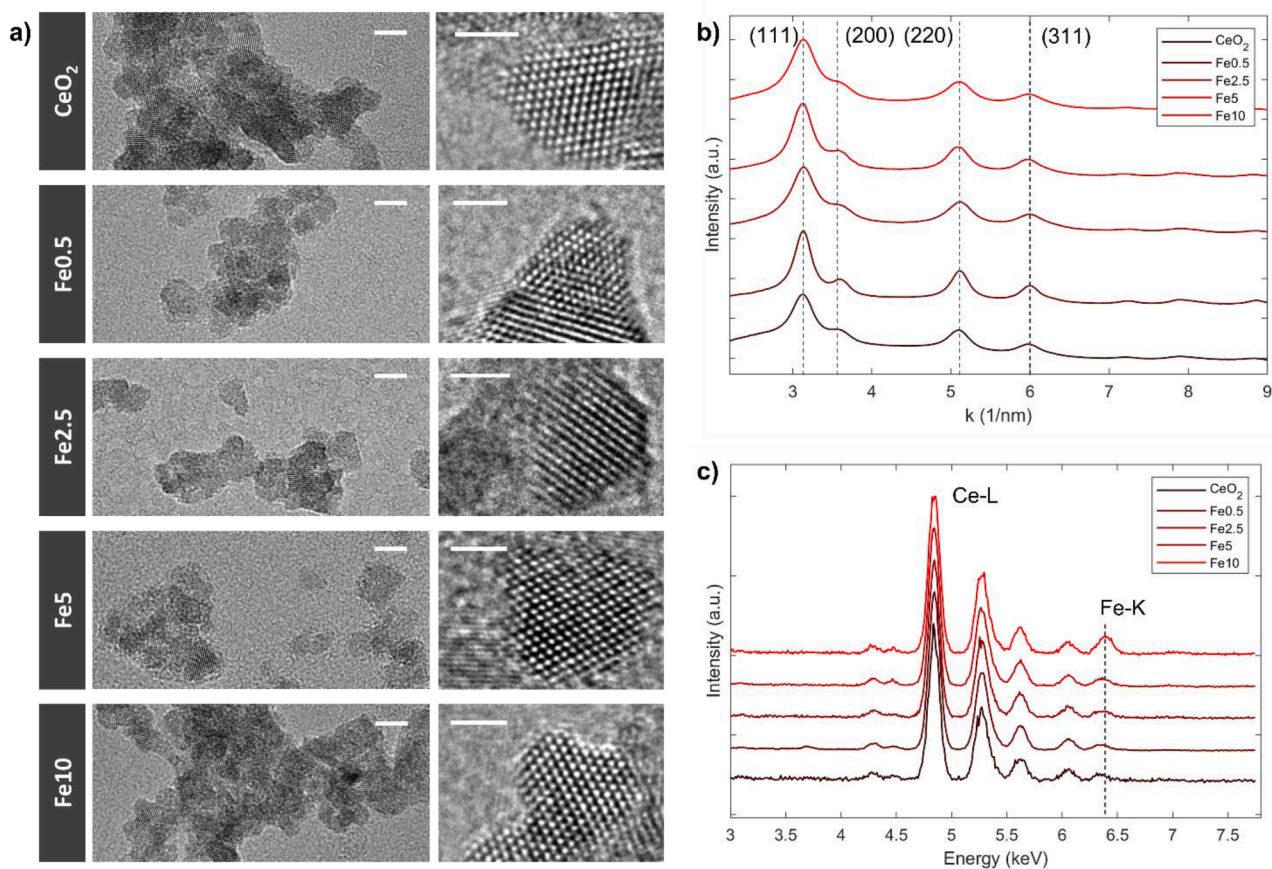 a)
CeO2
Fe0.5
Fe2.5
Fe5
Fe10
b)
(111)
(200)
(220)
(311)
CeO2
Fe0.5
Fe2.5
Fe5
Fe10
Intensity (a.u.)
3
4
5
6
7
8
9
k (1/nm)
c)
Ce-L
Fe-K
CeO2
Fe0.5
Fe2.5
Fe5
Fe10
Intensity (a.u.)
3
3.5
4
4.5
5
5.5
6
6.5
7
7.5
Energy (keV)